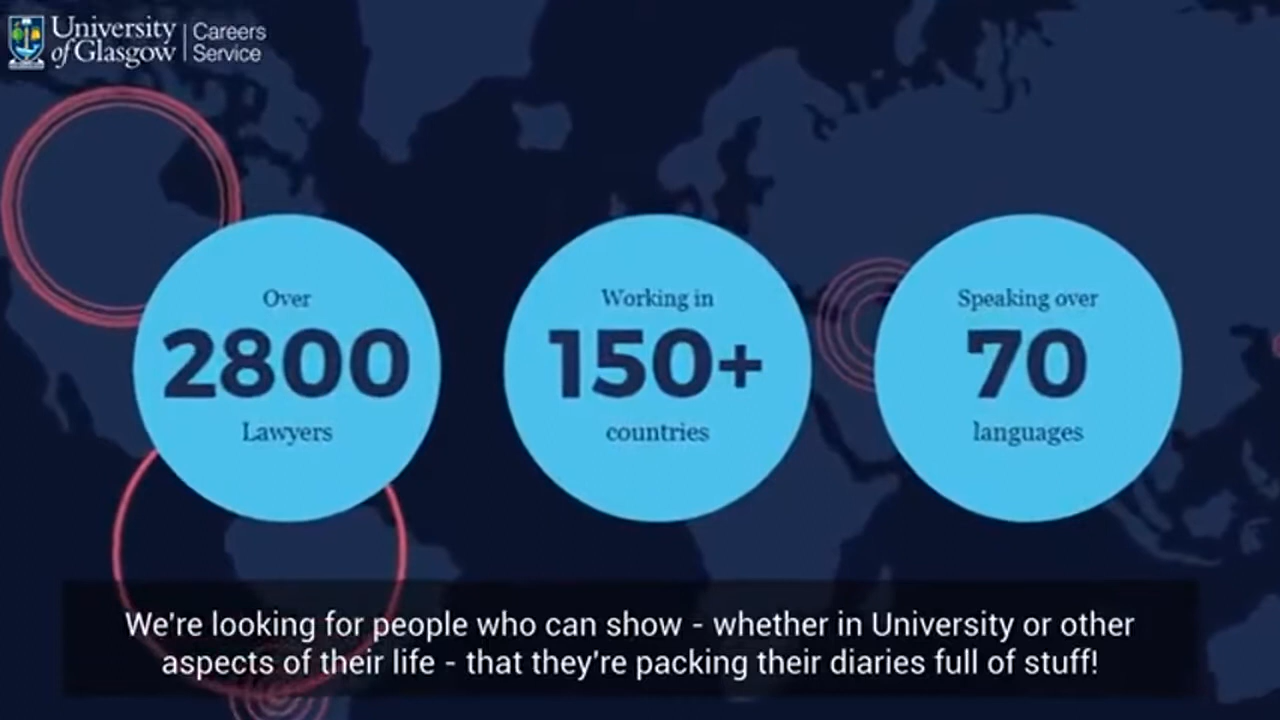 University
of Glasgow
Careers
Service
Over
2800
Lawyers
Working in
150+
countries
Speaking over
70
languages
We're looking for people who can show - whether in University or other
aspects of their life - that they're packing their diaries full of stuff!